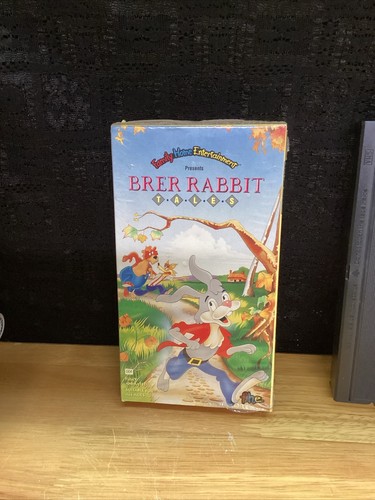 Family Home Entertainment
Presents
BRER RABBIT
TALES